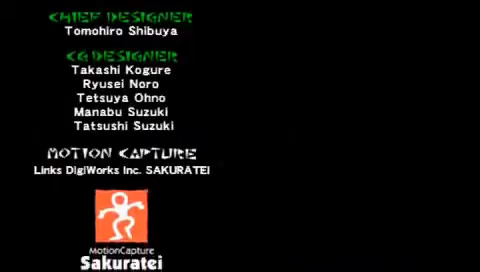 CHIEF DESIGNER
Tomohiro Shibuya
CG DESIGNER
Takashi Kogure
Ryusei Noro
Tetsuya Ohno
Manabu Suzuki
Tatsushi Suzuki
MOTION CAPTURE
Links DigiWorks Inc. SAKURATEI
MotionCapture
Sakuratei